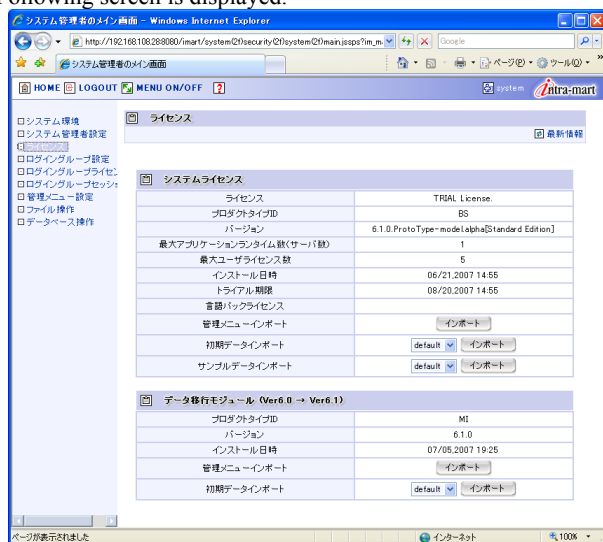 ollowing screen is displayed.
システム管理者のメイン画面 - Windows Internet Explorer
http://192.168.108.28:8080/imart/system(2f)security(2f)system(2f)main.jssps?im_m
Google
システム管理者のメイン画面
ページ(P) ツール(O)
HOME LOGOUT MENU ON/OFF ? system intra-mart
システム環境
システム管理者設定
ライセンス
ログイングループ設定
ログイングループライセン
ログイングループセッショ
管理メニュー設定
ファイル操作
データベース操作
ライセンス
最新情報
システムライセンス
ライセンス TRIAL License.
プロダクトタイプID BS
バージョン 6.1.0.ProtoType-model.alpha[Standard Edition]
最大アプリケーションランタイム数(サーバ数) 1
最大ユーザライセンス数 5
インストール日時 06/21,2007 14:55
トライアル期限 08/20,2007 14:55
言語パックライセンス
管理メニューインポート インポート
初期データインポート default インポート
サンプルデータインポート default インポート
データ移行モジュール (Ver6.0 → Ver6.1)
プロダクトタイプID MI
バージョン 6.1.0
インストール日時 07/05,2007 19:25
管理メニューインポート インポート
初期データインポート default インポート
ページが表示されました インターネット 100%